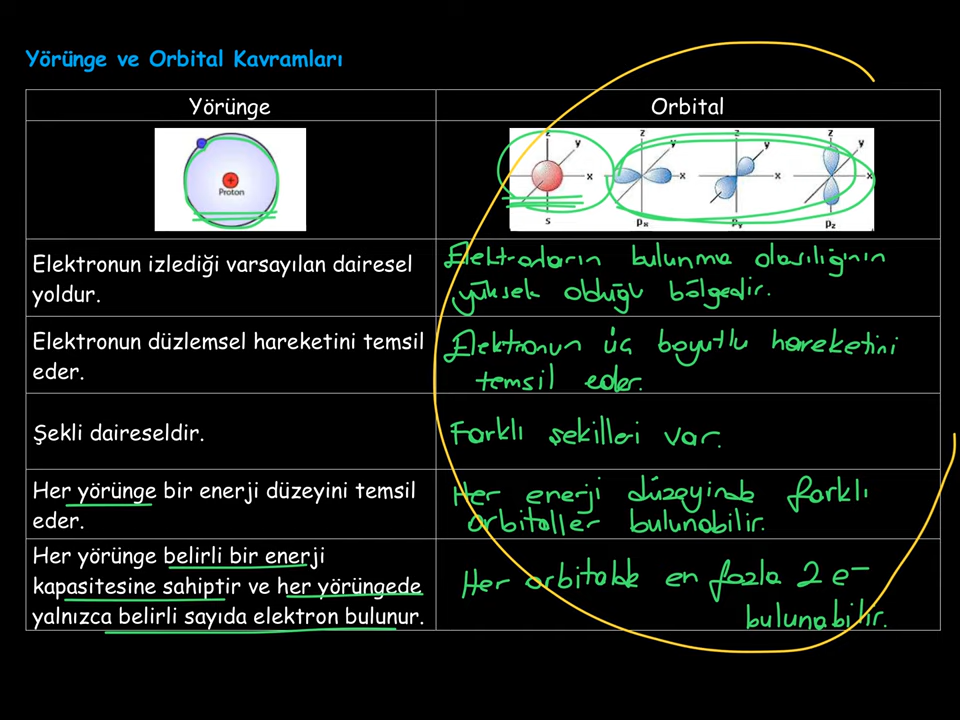 Yörünge ve Orbital Kavramları
Yörünge
Orbital
Proton
z
y
x
s
z
y
x
px
z
y
x
py
z
y
x
pz
Elektronun izlediği varsayılan dairesel
yoldur.
Elektronların bulunma olasılığının
yüksek olduğu bölgedir.
Elektronun düzlemsel hareketini temsil
eder.
Elektronun üç boyutlu hareketini
temsil eder.
Şekli daireseldir.
Farklı şekilleri var.
Her yörünge bir enerji düzeyini temsil
eder.
Her enerji düzeyinde farklı
orbitaller bulunabilir.
Her yörünge belirli bir enerji
kapasitesine sahiptir ve her yörüngede
yalnızca belirli sayıda elektron bulunur.
Her orbitalde en fazla 2 e⁻
bulunabilir.